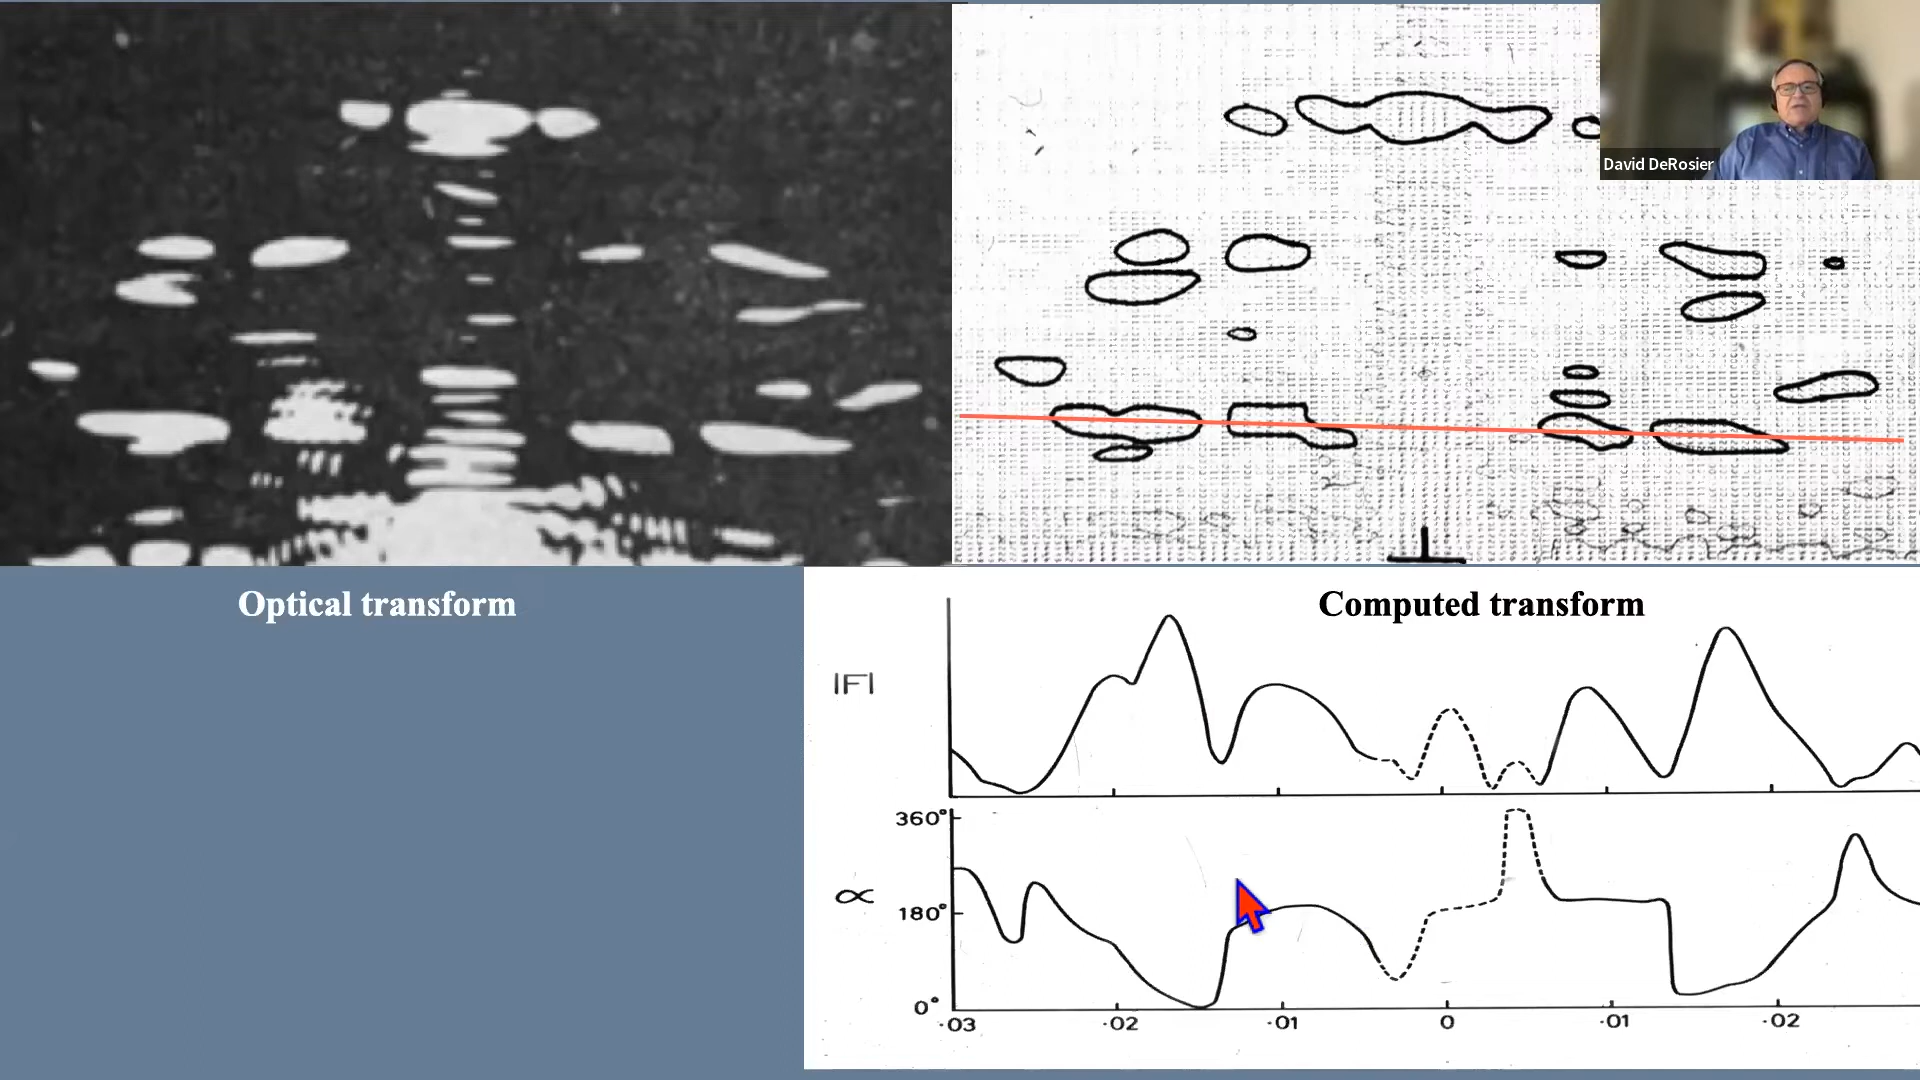 David DeRosier
Optical transform
Computed transform
|F|
360°
∝
180°
0°
·03
·02
·01
0
·01
·02